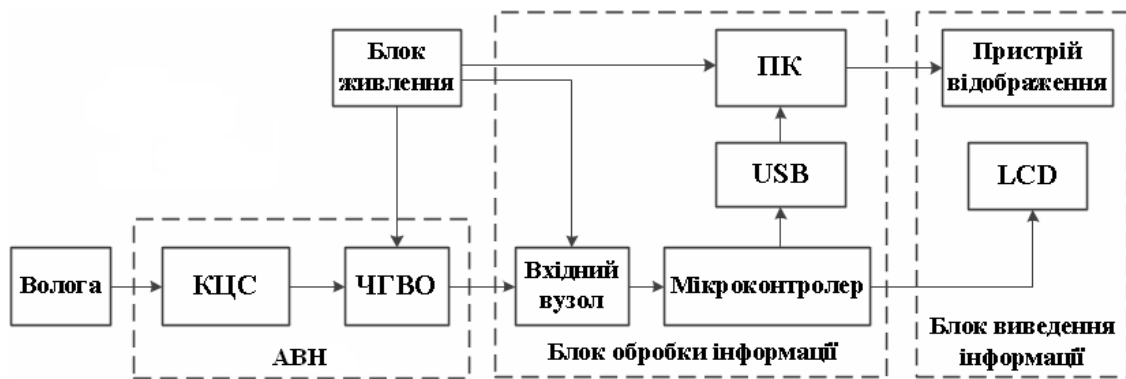 Блок
живлення
ПК
Пристрій
відображення
USB
LCD
Волога
КЦС
ЧГВО
Вхідний
вузол
Мікроконтролер
АВН
Блок обробки інформації
Блок виведення
інформації